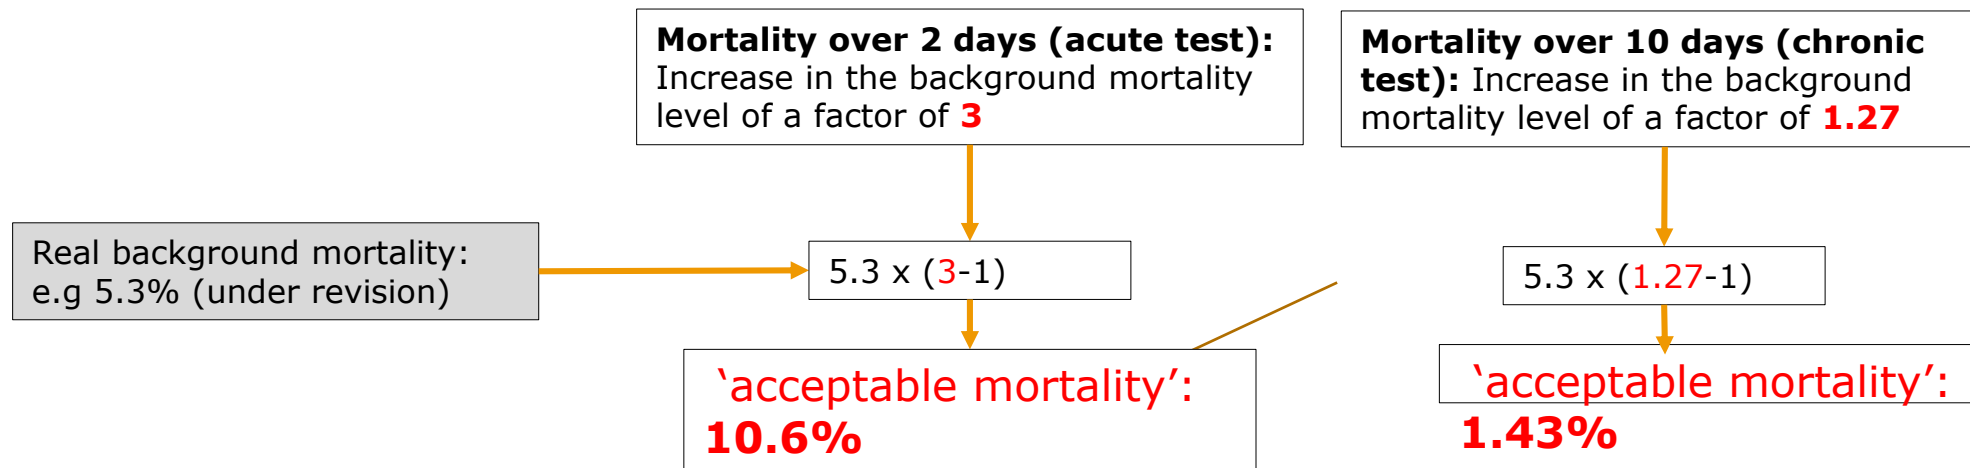 Mortality over 2 days (acute test):
Increase in the background mortality
level of a factor of 3
Mortality over 10 days (chronic
test): Increase in the background
mortality level of a factor of 1.27
Real background mortality:
e.g 5.3% (under revision)
5.3 x (3-1)
5.3 x (1.27-1)
‘acceptable mortality’:
10.6%
‘acceptable mortality’:
1.43%